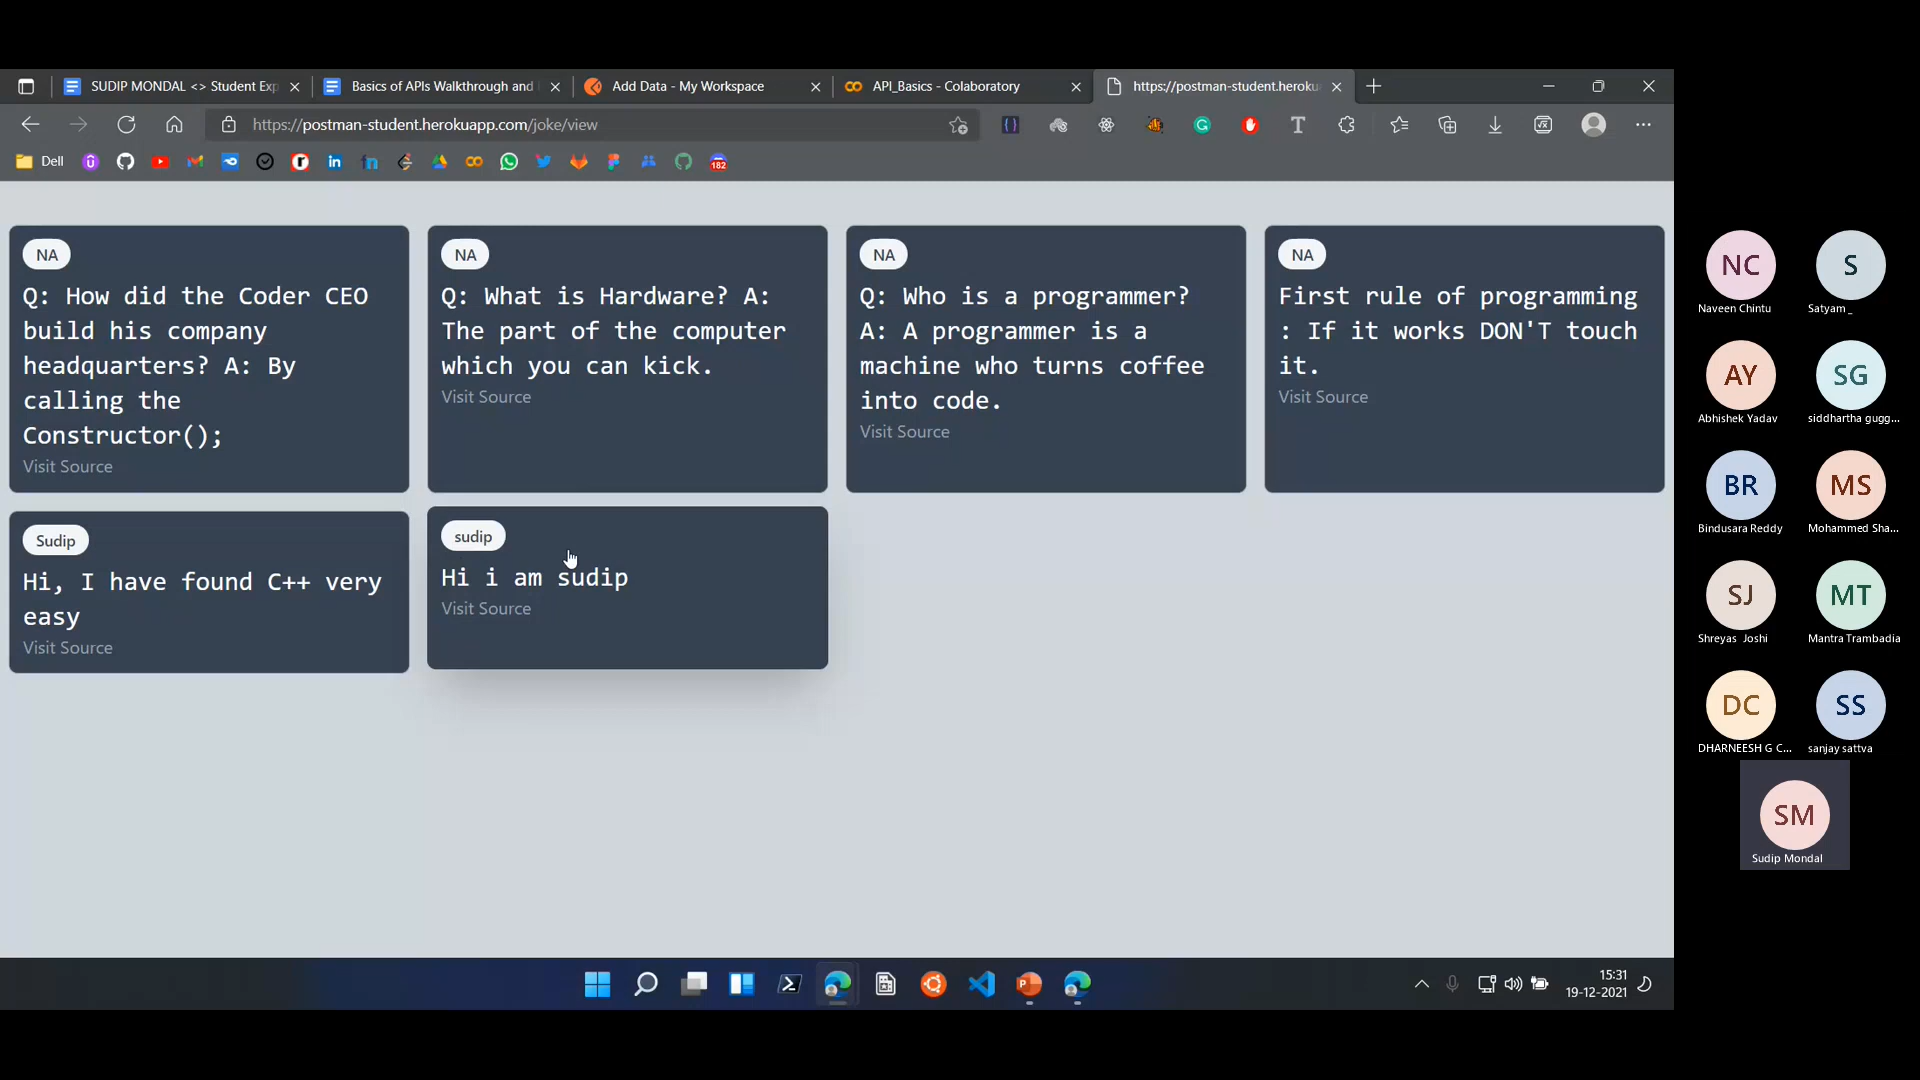 SUDIP MONDAL <> Student Exp
Basics of APIs Walkthrough and
Add Data - My Workspace
API_Basics - Colaboratory
https://postman-student.heroku
https://postman-student.herokuapp.com/joke/view
Dell
182
NA
Q: How did the Coder CEO
build his company
headquarters? A: By
calling the
Constructor();
Visit Source
NA
Q: What is Hardware? A:
The part of the computer
which you can kick.
Visit Source
NA
Q: Who is a programmer?
A: A programmer is a
machine who turns coffee
into code.
Visit Source
NA
First rule of programming
: If it works DON'T touch
it.
Visit Source
Sudip
Hi, I have found C++ very
easy
Visit Source
sudip
Hi i am sudip
Visit Source
NC
Naveen Chintu
S
Satyam _
AY
Abhishek Yadav
SG
siddhartha gugg...
BR
Bindusara Reddy
MS
Mohammed Sha...
SJ
Shreyas Joshi
MT
Mantra Trambadia
DC
DHARNEESH G C...
SS
sanjay sattva
SM
Sudip Mondal
15:31
19-12-2021